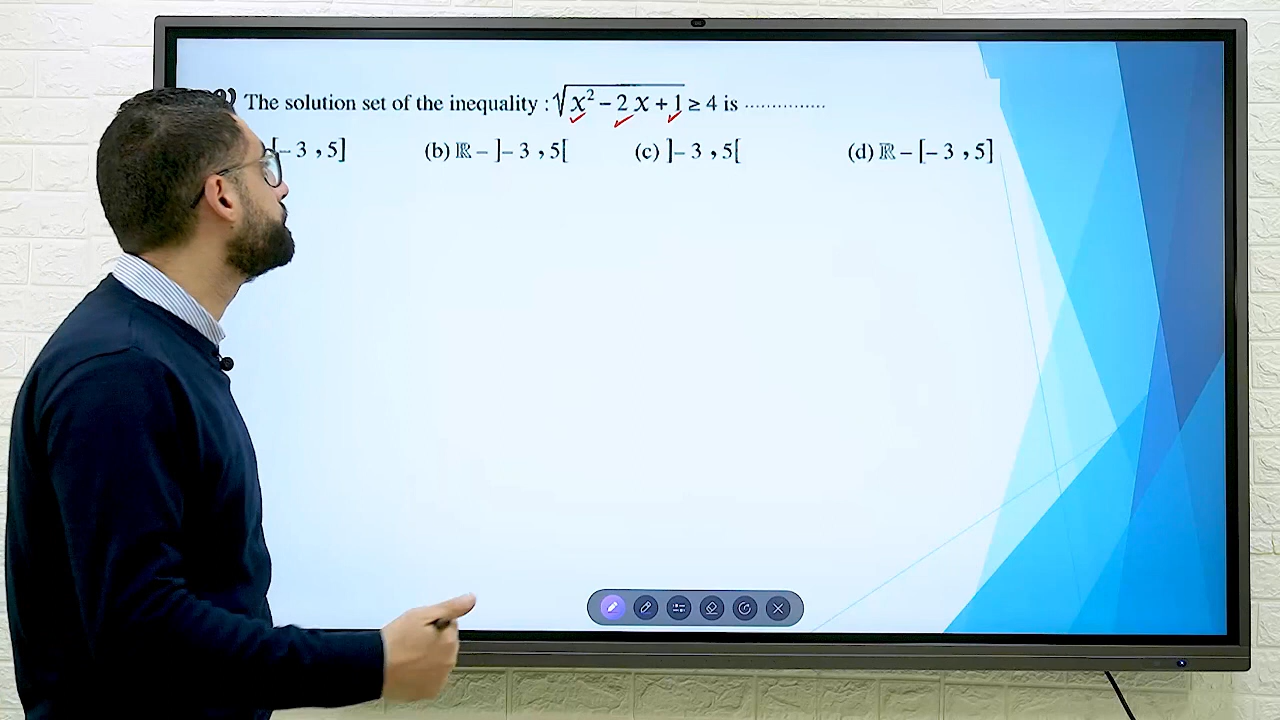 The solution set of the inequality : √x² – 2 x + 1 ≥ 4 is ...............
[– 3 , 5] (b) ℝ – ]– 3 , 5[ (c) ]– 3 , 5[ (d) ℝ – [– 3 , 5]